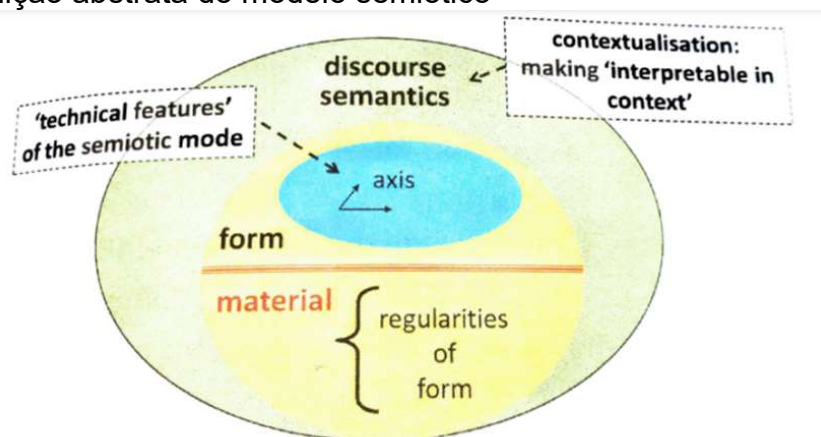 contextualisation:
making ‘interpretable in
context’
discourse
semantics
‘technical features’
of the semiotic mode
axis
form
material
regularities
of
form